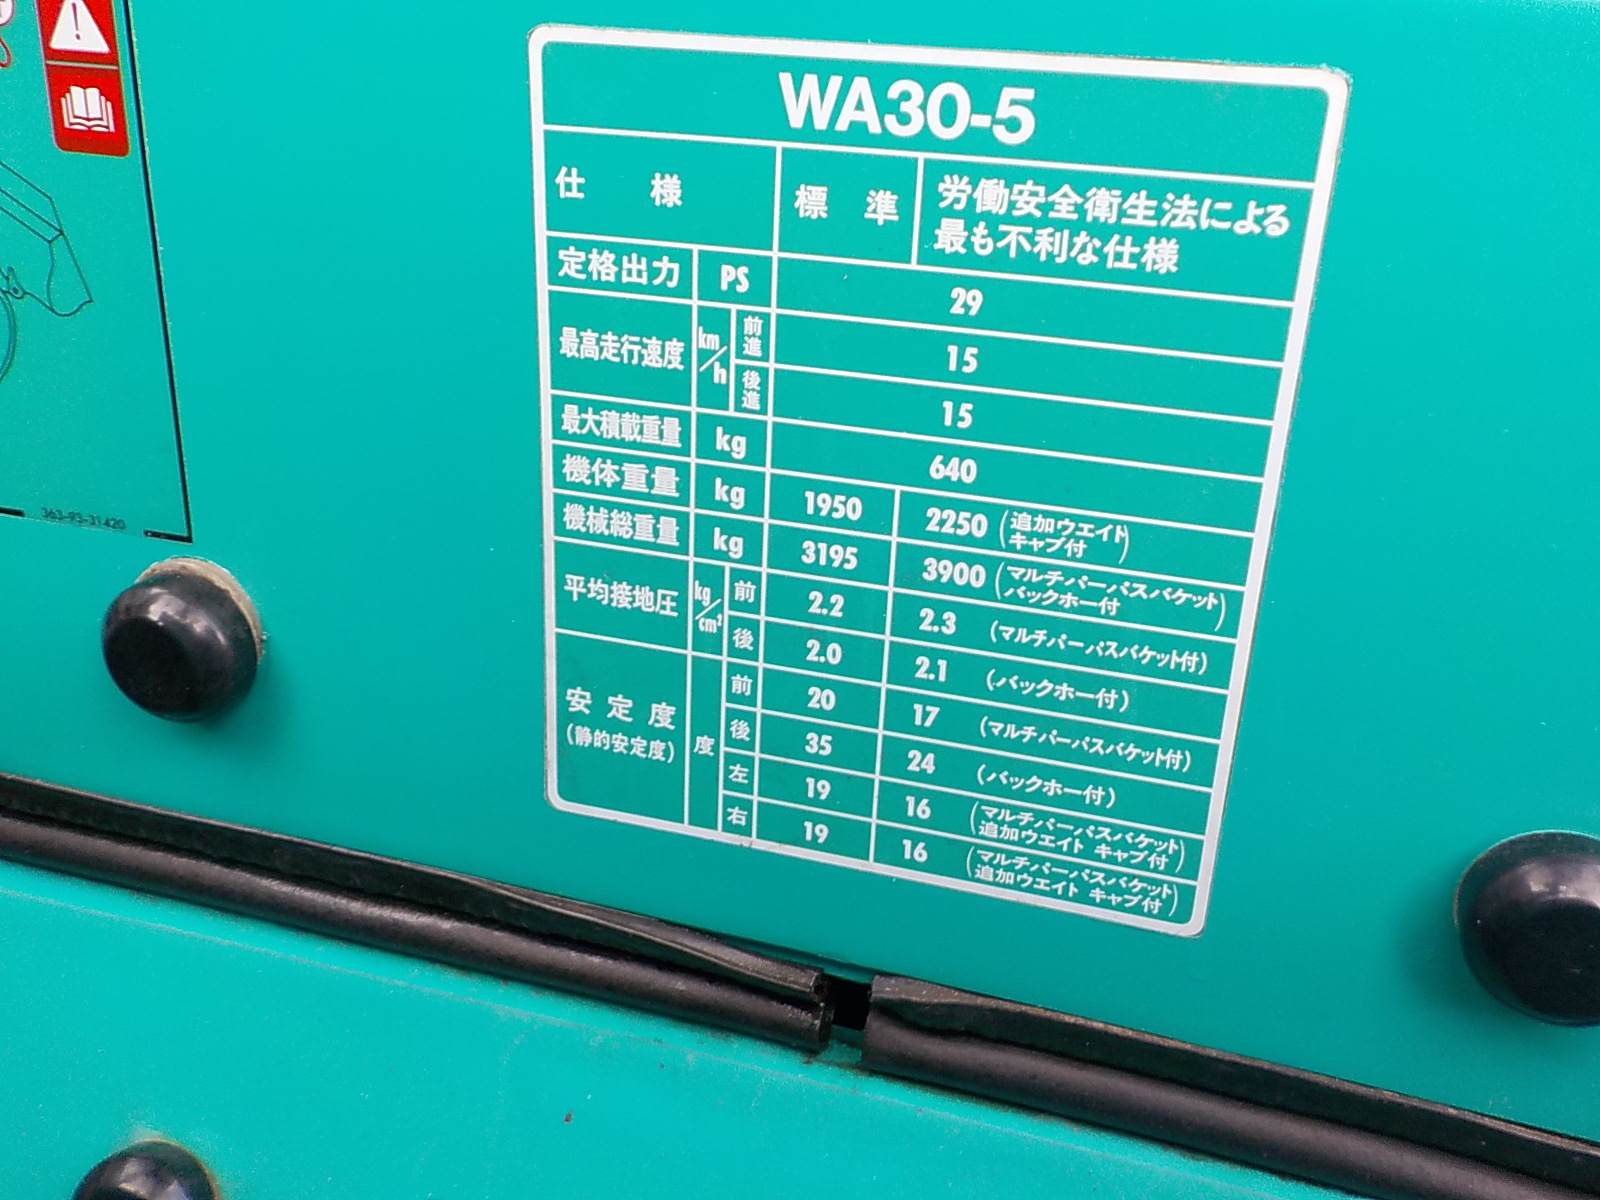 WA30-5
仕 様 標 準 労働安全衛生法による
最も不利な仕様
定格出力 PS 29
最高走行速度 km/h 前進 15
後進 15
最大積載重量 kg 640
機体重量 kg 1950 2250 (追加ウエイト
キャブ付)
機械総重量 kg 3195 3900 (マルチパーパスバケット
バックホー付)
平均接地圧 kg/cm² 前 2.2 2.3 (マルチパーパスバケット付)
後 2.0 2.1 (バックホー付)
安定度 (静的安定度) 度 前 20 17 (マルチパーパスバケット付)
後 35 24 (バックホー付)
左 19 16 (マルチパーパスバケット
追加ウエイト キャブ付)
右 19 16 (マルチパーパスバケット
追加ウエイト キャブ付)
363-93-31420